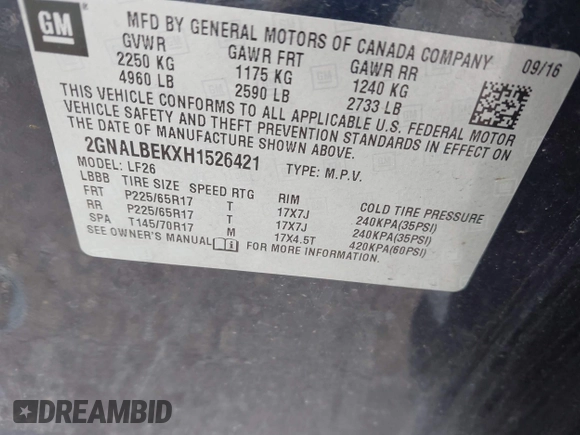 GM
MFD BY GENERAL MOTORS OF CANADA COMPANY
GVWR GAWR FRT GAWR RR 09/16
2250 KG 1175 KG 1240 KG
4960 LB 2590 LB 2733 LB
THIS VEHICLE CONFORMS TO ALL APPLICABLE U.S. FEDERAL MOTOR
VEHICLE SAFETY AND THEFT PREVENTION STANDARDS IN EFFECT ON
THE DATE OF MANUFACTURE SHOWN ABOVE.
2GNALBEKXH1526421 TYPE: M.P.V.
MODEL: LF26
LBBB TIRE SIZE SPEED RTG RIM COLD TIRE PRESSURE
FRT P225/65R17 T 17X7J 240KPA(35PSI)
RR P225/65R17 T 17X7J 240KPA(35PSI)
SPA T145/70R17 M 17X4.5T 420KPA(60PSI)
SEE OWNER'S MANUAL FOR MORE INFORMATION.
DREAMBID